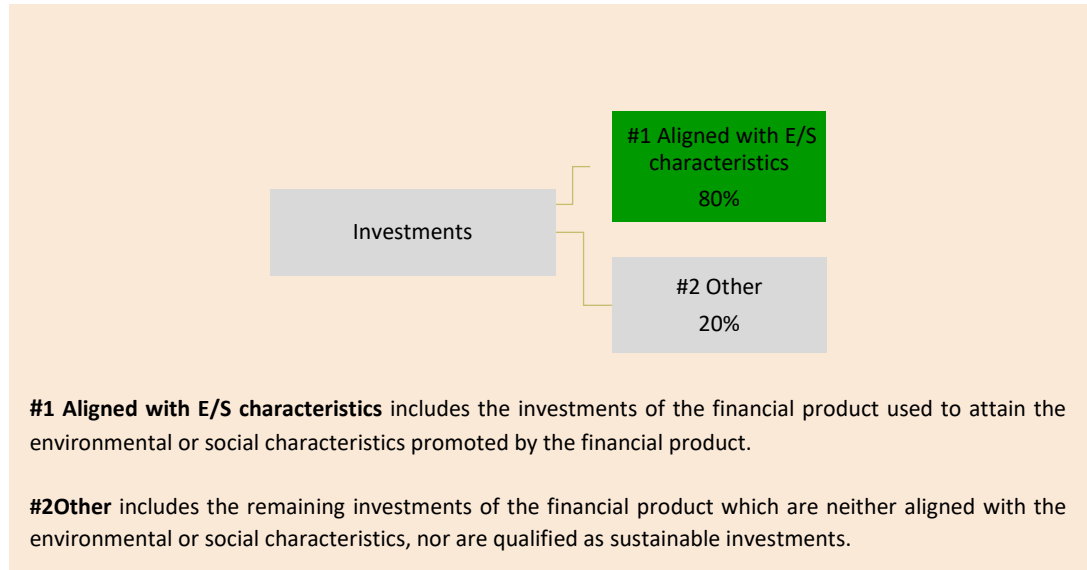 #1 Aligned with E/S
characteristics
80%
Investments
#2 Other
20%
#1 Aligned with E/S characteristics includes the investments of the financial product used to attain the
environmental or social characteristics promoted by the financial product.
#2Other includes the remaining investments of the financial product which are neither aligned with the
environmental or social characteristics, nor are qualified as sustainable investments.